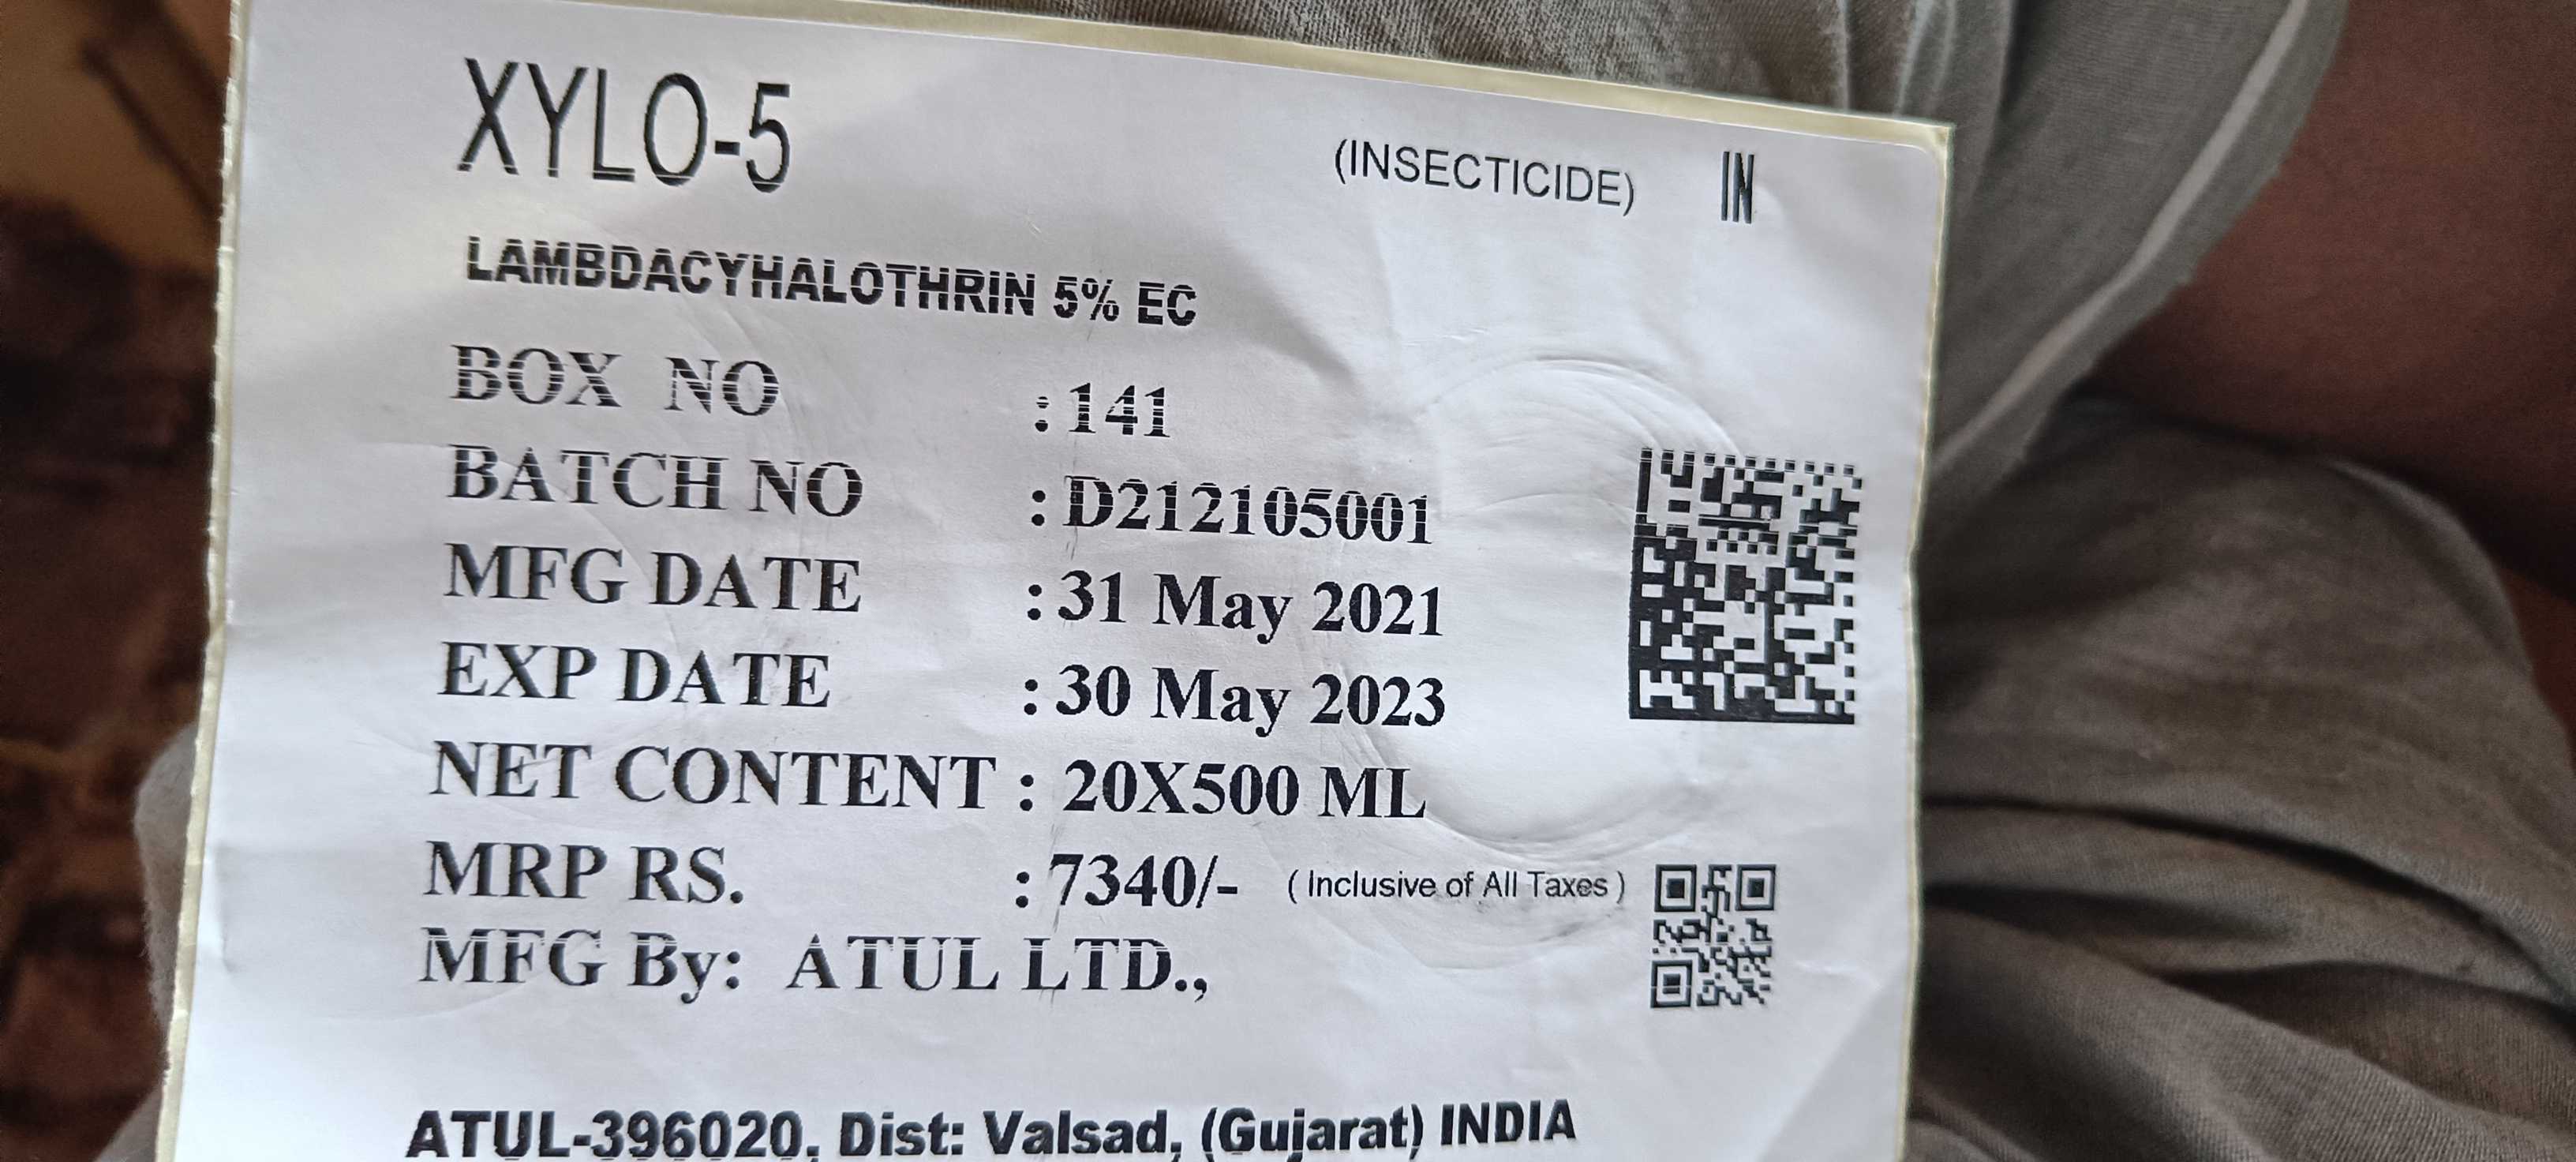 XYLO-5
(INSECTICIDE) IN
LAMBDACYHALOTHRIN 5% EC
BOX NO : 141
BATCH NO : D212105001
MFG DATE : 31 May 2021
EXP DATE : 30 May 2023
NET CONTENT : 20X500 ML
MRP RS. : 7340/- ( Inclusive of All Taxes )
MFG By: ATUL LTD.,
ATUL-396020, Dist: Valsad, (Gujarat) INDIA